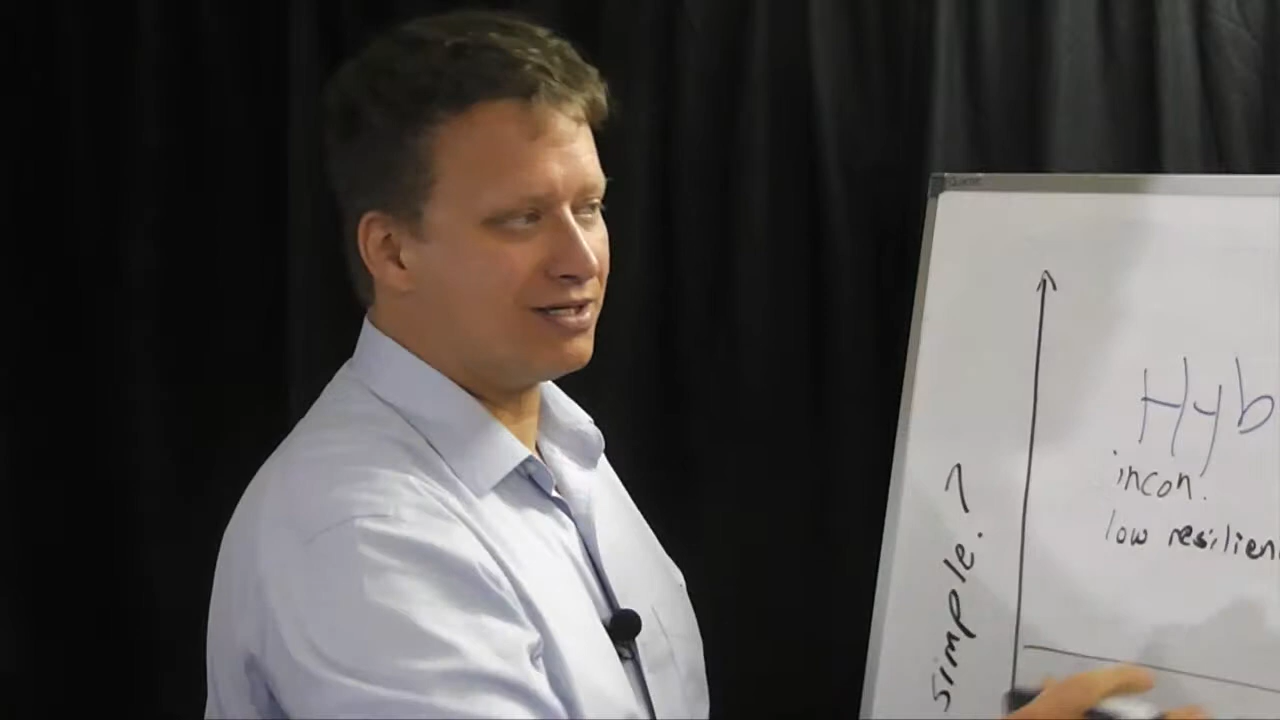 Hyb
incon.
low resilien
simple. →